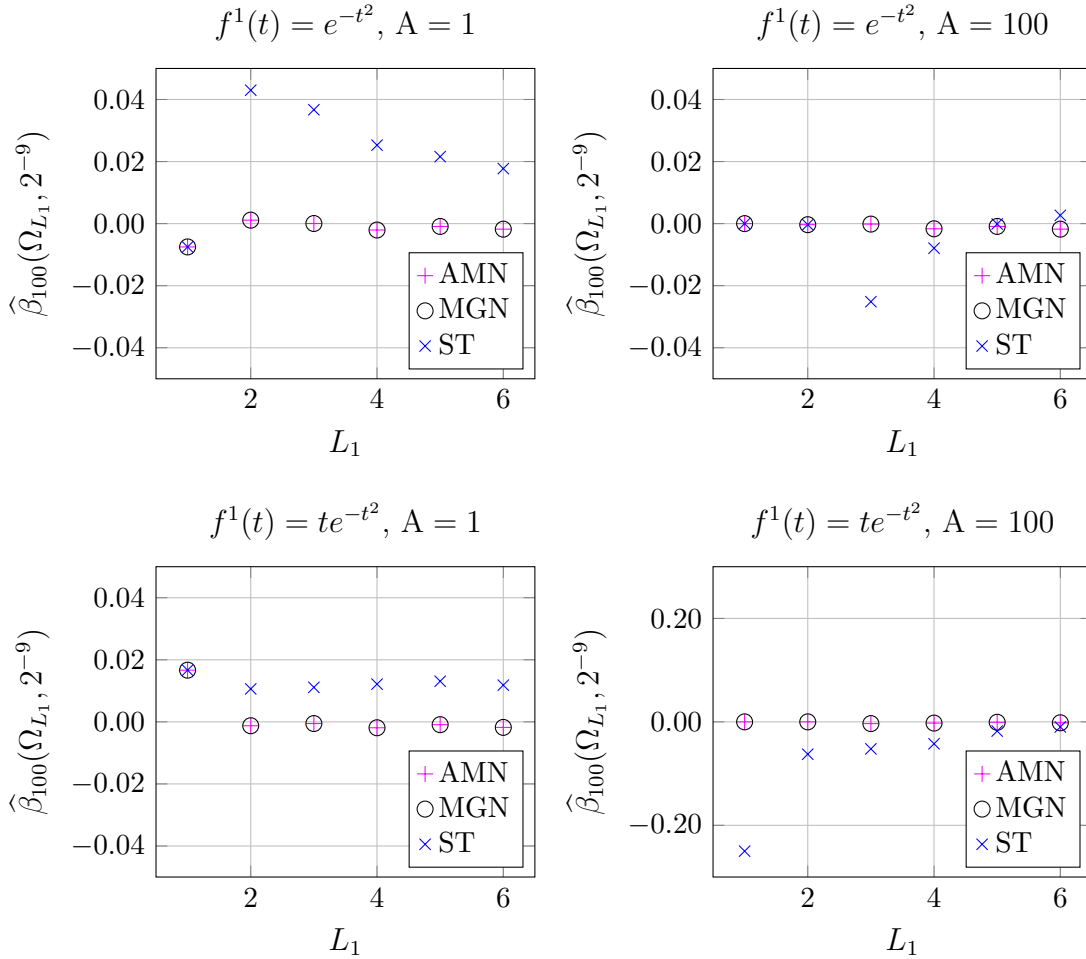 f¹(t) = e^{-t²}, A = 1
0.04
0.02
0.00
−0.02
−0.04
β̂₁₀₀(Ω_{L₁}, 2⁻⁹)
AMN
MGN
ST
2 4 6
L₁
f¹(t) = e^{-t²}, A = 100
0.04
0.02
0.00
−0.02
−0.04
β̂₁₀₀(Ω_{L₁}, 2⁻⁹)
AMN
MGN
ST
2 4 6
L₁
f¹(t) = te^{-t²}, A = 1
0.04
0.02
0.00
−0.02
−0.04
β̂₁₀₀(Ω_{L₁}, 2⁻⁹)
AMN
MGN
ST
2 4 6
L₁
f¹(t) = te^{-t²}, A = 100
0.20
0.00
−0.20
β̂₁₀₀(Ω_{L₁}, 2⁻⁹)
AMN
MGN
ST
2 4 6
L₁